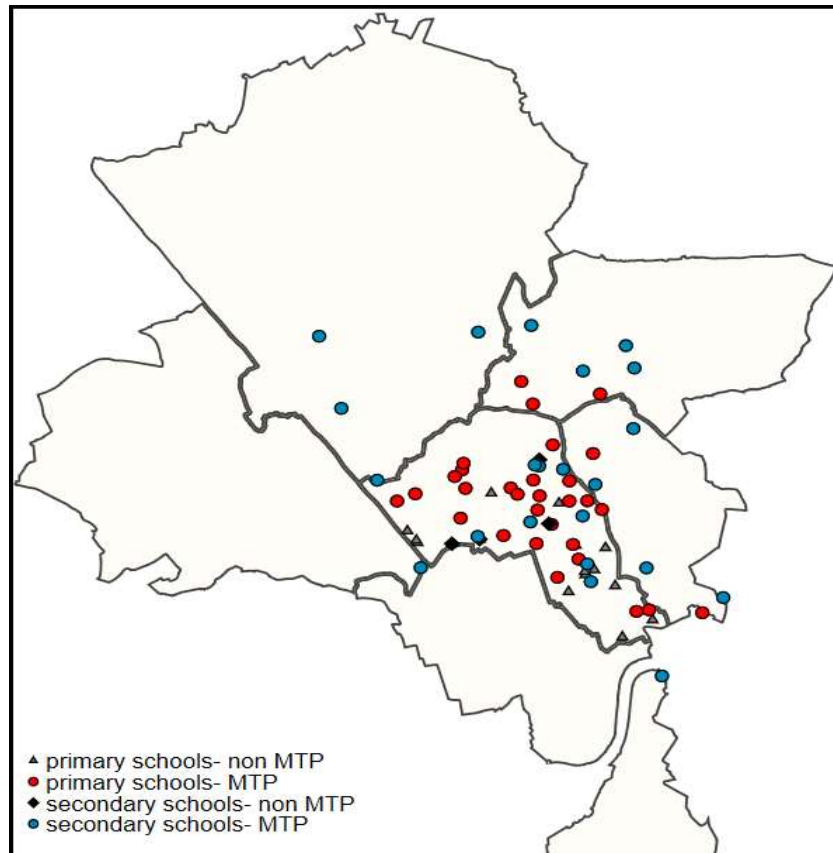 primary schools- non MTP
primary schools- MTP
secondary schools- non MTP
secondary schools- MTP